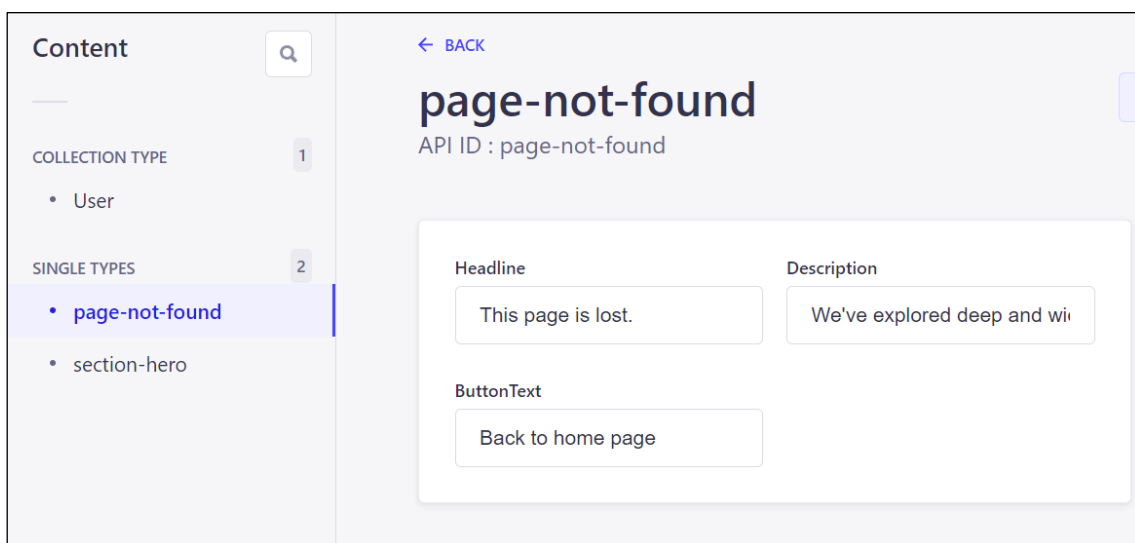 Content
COLLECTION TYPE 1
• User
SINGLE TYPES 2
• page-not-found
• section-hero
← BACK
page-not-found
API ID : page-not-found
Headline
This page is lost.
Description
We've explored deep and
ButtonText
Back to home page